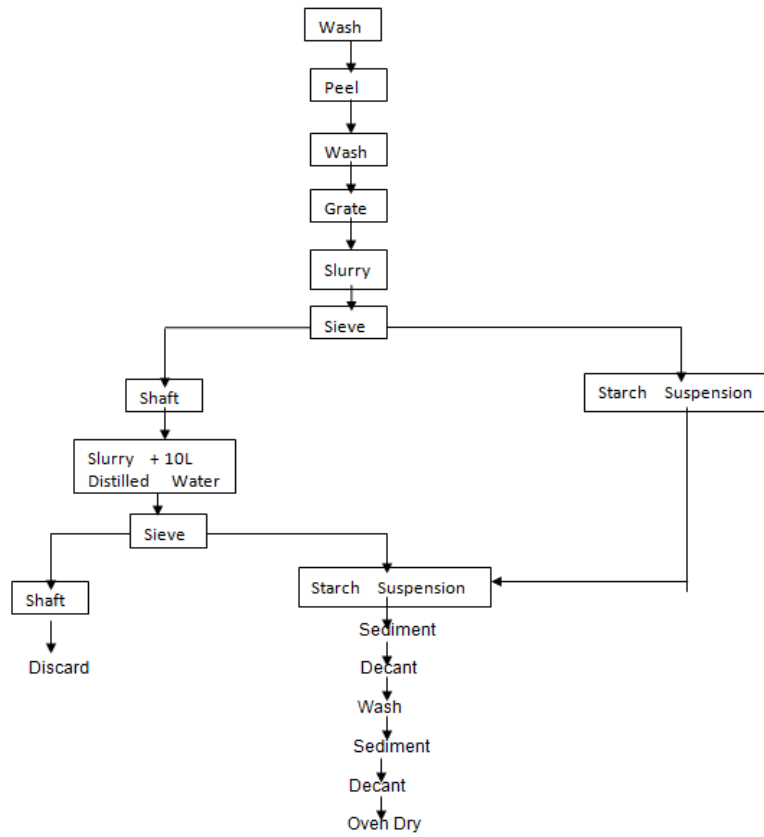 Wash
Peel
Wash
Grate
Slurry
Sieve
Shaft
Starch Suspension
Slurry + 10L
Distilled Water
Sieve
Shaft
Starch Suspension
Discard
Sediment
Decant
Wash
Sediment
Decant
Oven Dry